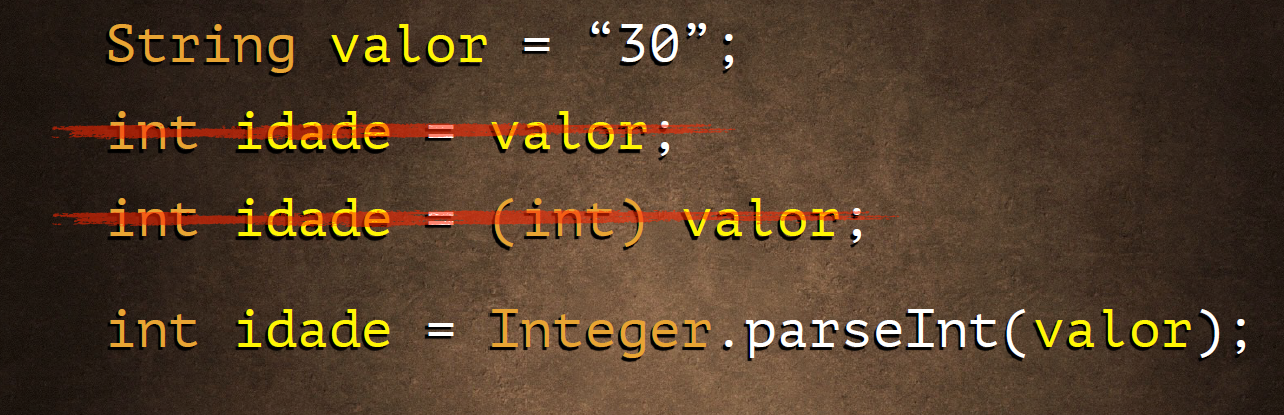 String valor = “30”;
int idade = valor;
int idade = (int) valor;
int idade = Integer.parseInt(valor);